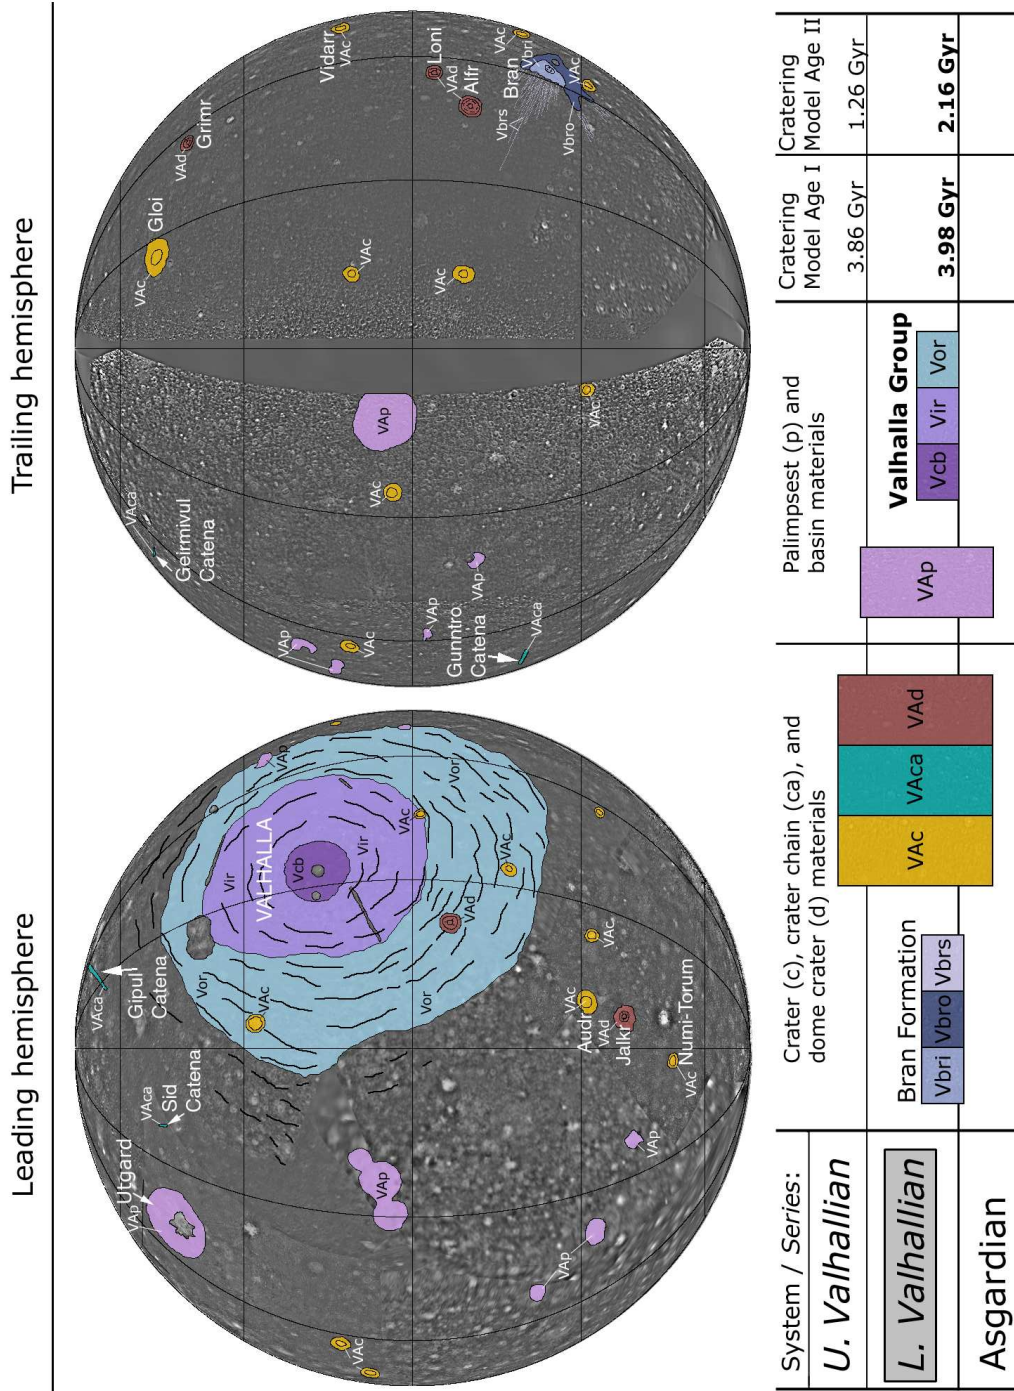 Leading hemisphere
Trailing hemisphere
VAp
Utgard
VAca
Sid
Catena
VAca
Gipul
Catena
VALHALLA
Vor
Vir
Vcb
Vir
VAc
VAp
Vor
VAc
VAp
VAc
VAd
VAc
Vor
VAc
VAc
Audr
VAd
Jalkr
VAp
VAp
VAc
Numi-Torum
VAca
Geirmivul
Catena
VAp
VAc
VAp
Gunntro
Catena
VAca
VAp
VAc
VAp
VAc
VAc
Gloi
VAc
VAc
VAd
Grimr
Vidarr
VAc
Loni
VAd
Alfr
VAc
Vbri
Bran
VAc
Vbrs
Vbro
System / Series:
Crater (c), crater chain (ca), and
dome crater (d) materials
Palimpsest (p) and
basin materials
Cratering
Model Age I
Cratering
Model Age II
U. Valhallian
3.86 Gyr
1.26 Gyr
L. Valhallian
Bran Formation
Vbri Vbro Vbrs
VAc VAca VAd
VAp
Valhalla Group
Vcb Vir Vor
3.98 Gyr
2.16 Gyr
Asgardian